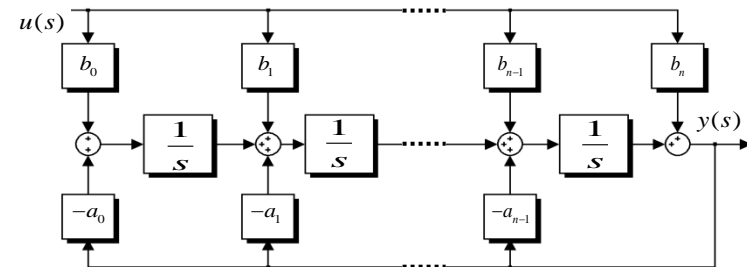 u(s)
b₀ b₁ bₙ₋₁ bₙ
y(s)
+ + + + + + + + + +
1/s 1/s 1/s
−a₀ −a₁ −aₙ₋₁